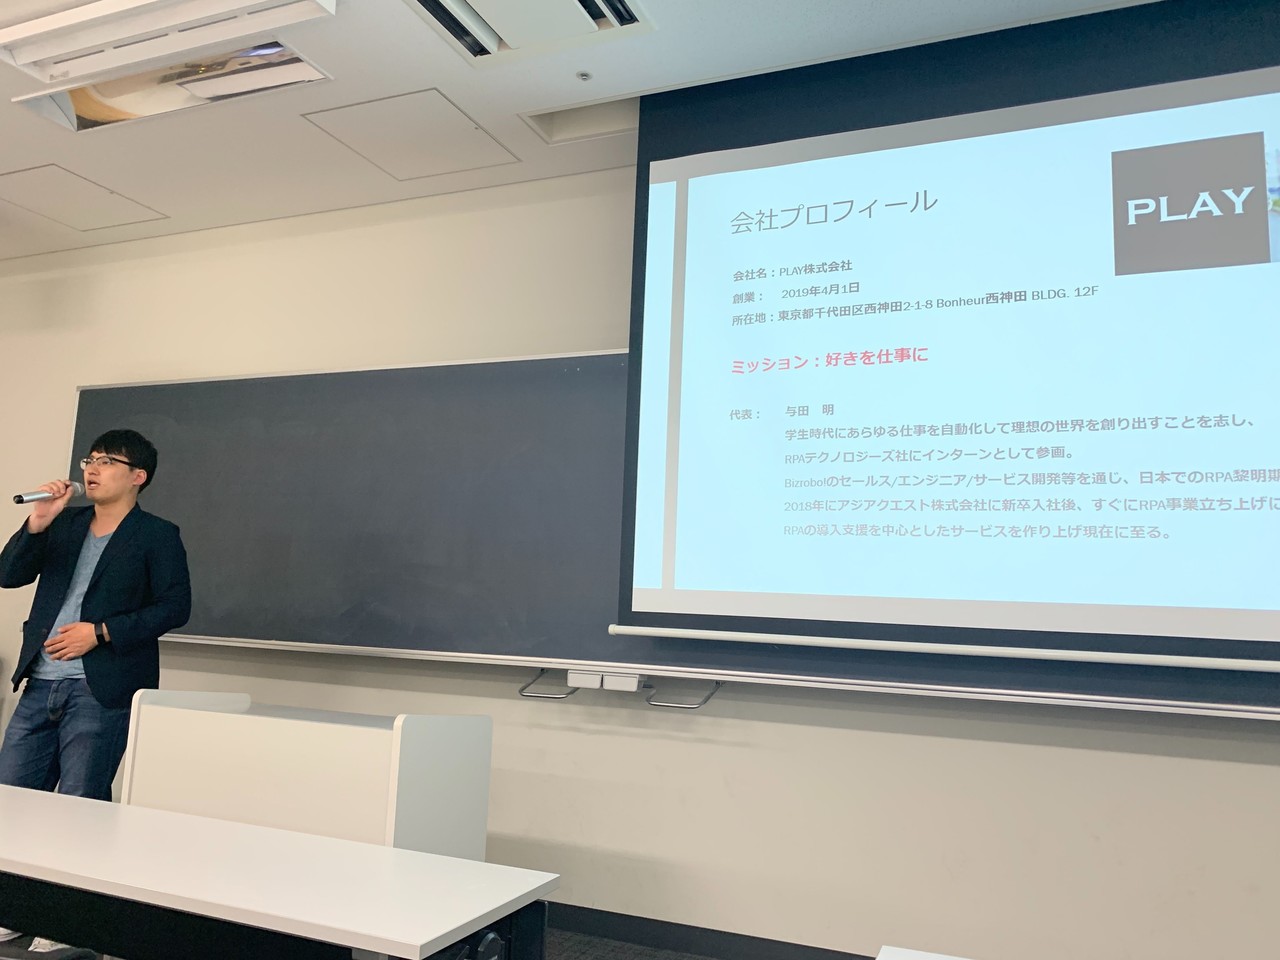 会社プロフィール
PLAY
会社名：PLAY株式会社
創業：　2019年4月1日
所在地：東京都千代田区西神田2-1-8 Bonheur西神田 BLDG. 12F
ミッション：好きを仕事に
代表：　与田　明
学生時代にあらゆる仕事を自動化して理想の世界を創り出すことを志し、
RPAテクノロジーズ社にインターンとして参画。
Bizrobo!のセールス/エンジニア/サービス開発等を通じ、日本でのRPA黎明期
2018年にアジアクエスト株式会社に新卒入社後、すぐにRPA事業立ち上げに
RPAの導入支援を中心としたサービスを作り上げ現在に至る。